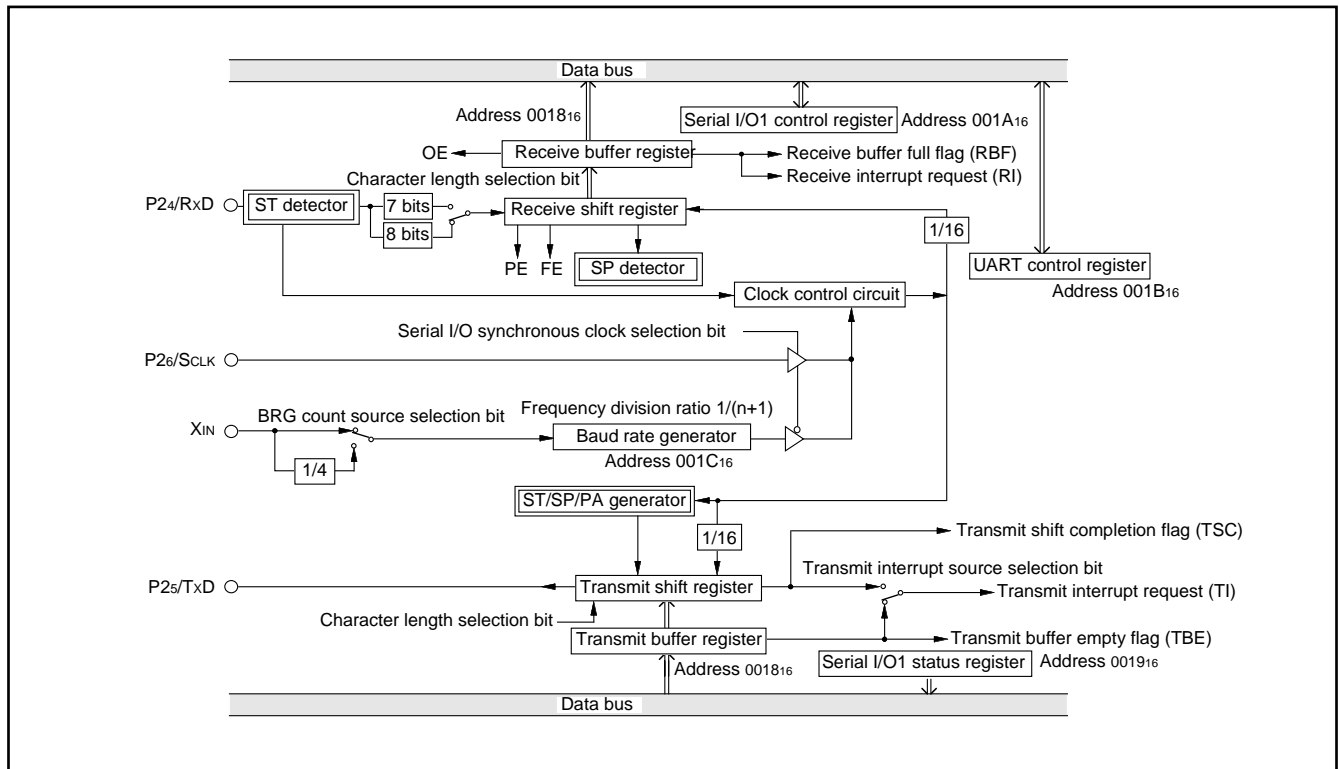 Data bus
Address 001816
Serial I/O1 control register Address 001A16
OE Receive buffer register Receive buffer full flag (RBF)
Character length selection bit Receive interrupt request (RI)
P24/RXD ST detector 7 bits Receive shift register
8 bits 1/16
PE FE SP detector UART control register
Clock control circuit Address 001B16
Serial I/O synchronous clock selection bit
P26/SCLK
BRG count source selection bit Frequency division ratio 1/(n+1)
XIN Baud rate generator
1/4 Address 001C16
ST/SP/PA generator
1/16 Transmit shift completion flag (TSC)
Transmit interrupt source selection bit
P25/TXD Transmit shift register Transmit interrupt request (TI)
Character length selection bit
Transmit buffer register Transmit buffer empty flag (TBE)
Address 001816 Serial I/O1 status register Address 001916
Data bus